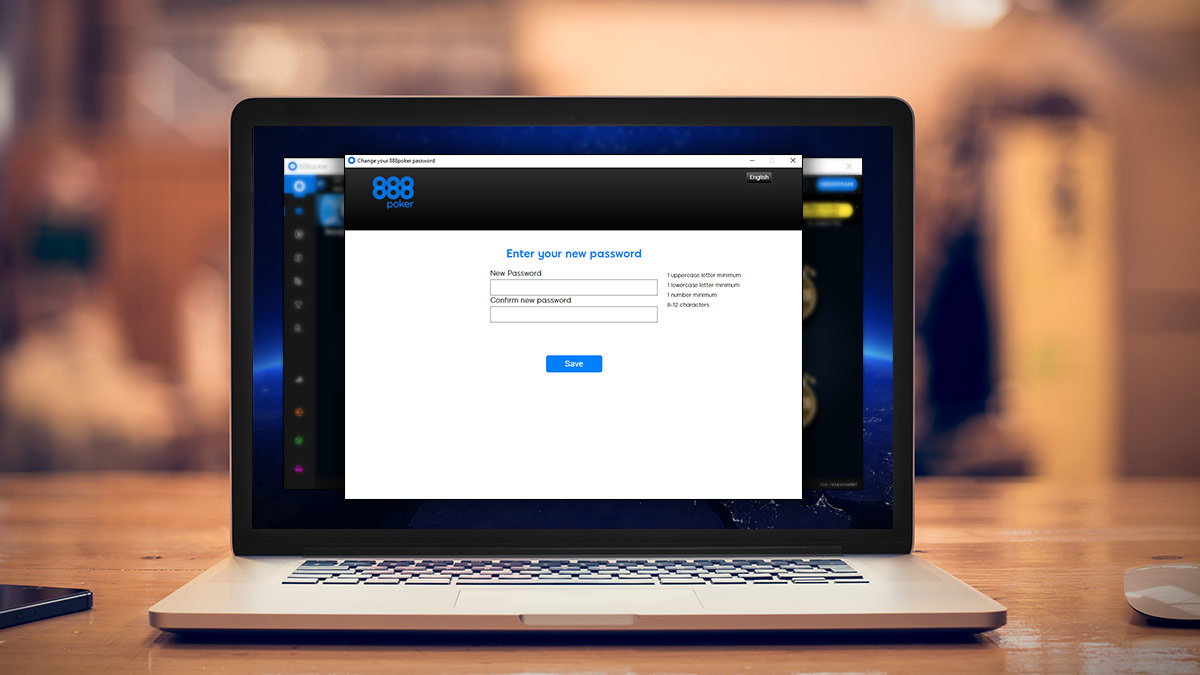 Change your 888poker password
888poker
English
888
poker
Enter your new password
New Password
1 uppercase letter minimum
1 lowercase letter minimum
Confirm new password
1 number minimum
8-12 characters
Save